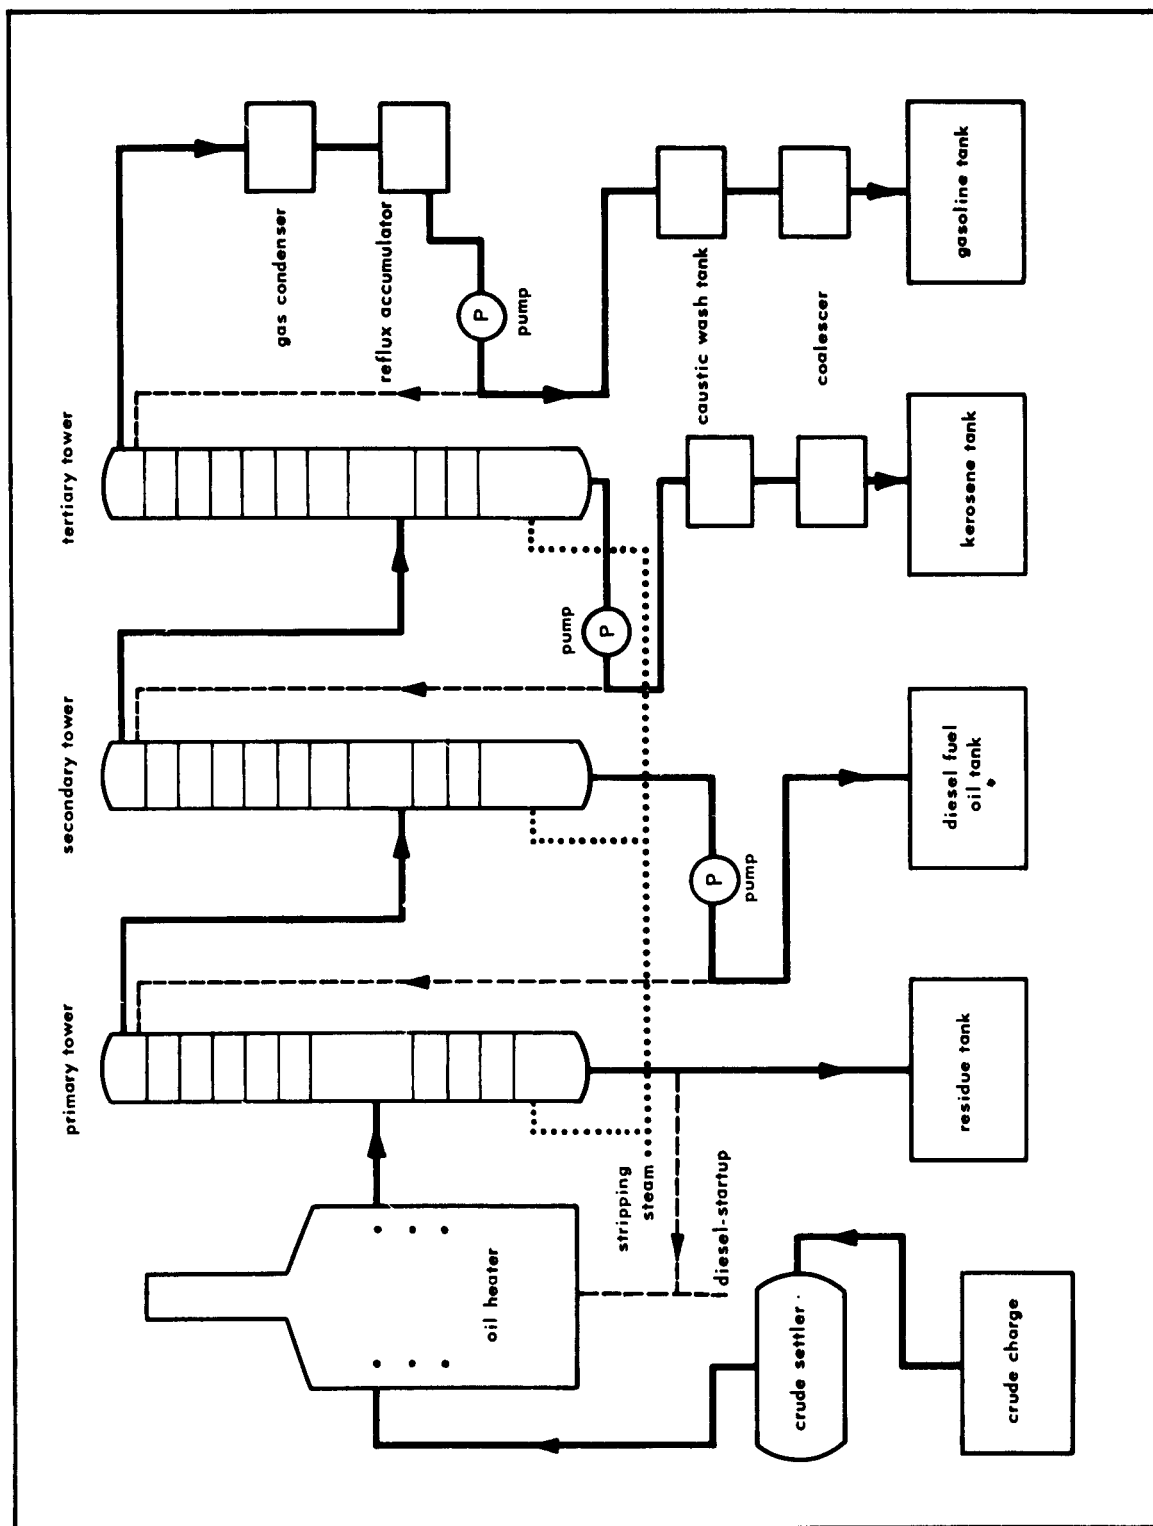 primary tower
secondary tower
tertiary tower
gas condenser
reflux accumulator
P
pump
P
pump
P
pump
oil heater
stripping
steam
diesel-startup
caustic wash tank
coalescer
crude settler
crude charge
residue tank
diesel fuel
oil tank
kerosene tank
gasoline tank